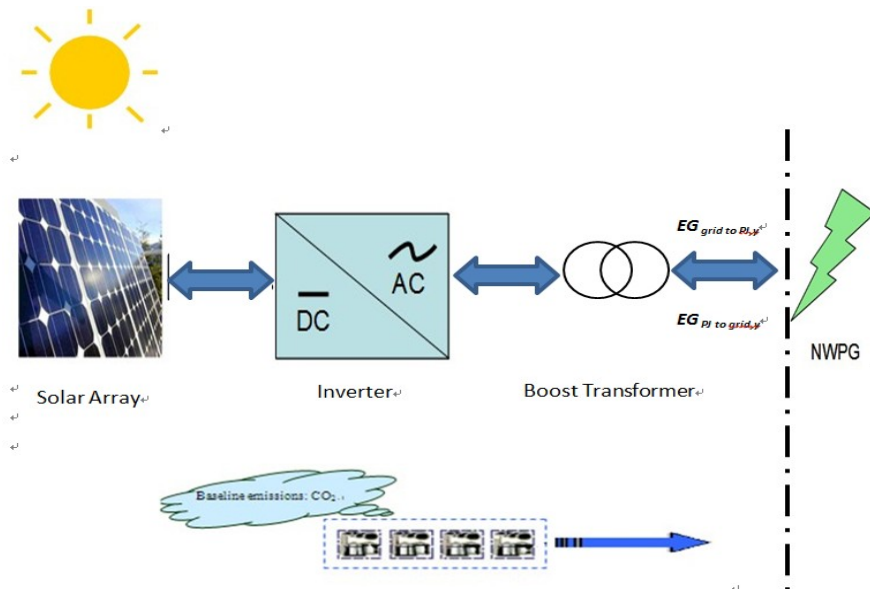 EG grid to PJ,y
DC
AC
EG PJ to grid,y
NWPG
Solar Array
Inverter
Boost Transformer
Baseline emissions: CO2